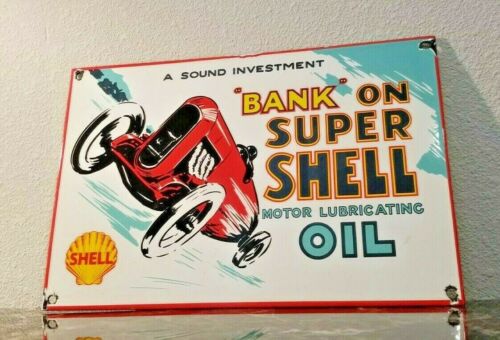 A SOUND INVESTMENT
"BANK" ON
SUPER
SHELL
MOTOR LUBRICATING
OIL
SHELL